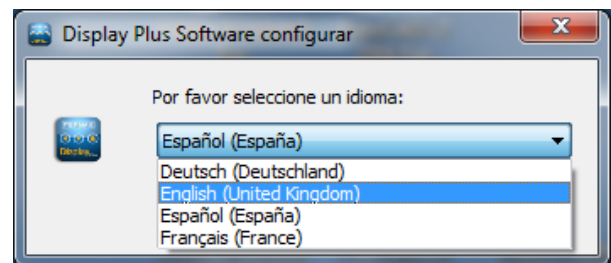 Display Plus Software configurar
Por favor seleccione un idioma:
Español (España)
Deutsch (Deutschland)
English (United Kingdom)
Español (España)
Français (France)